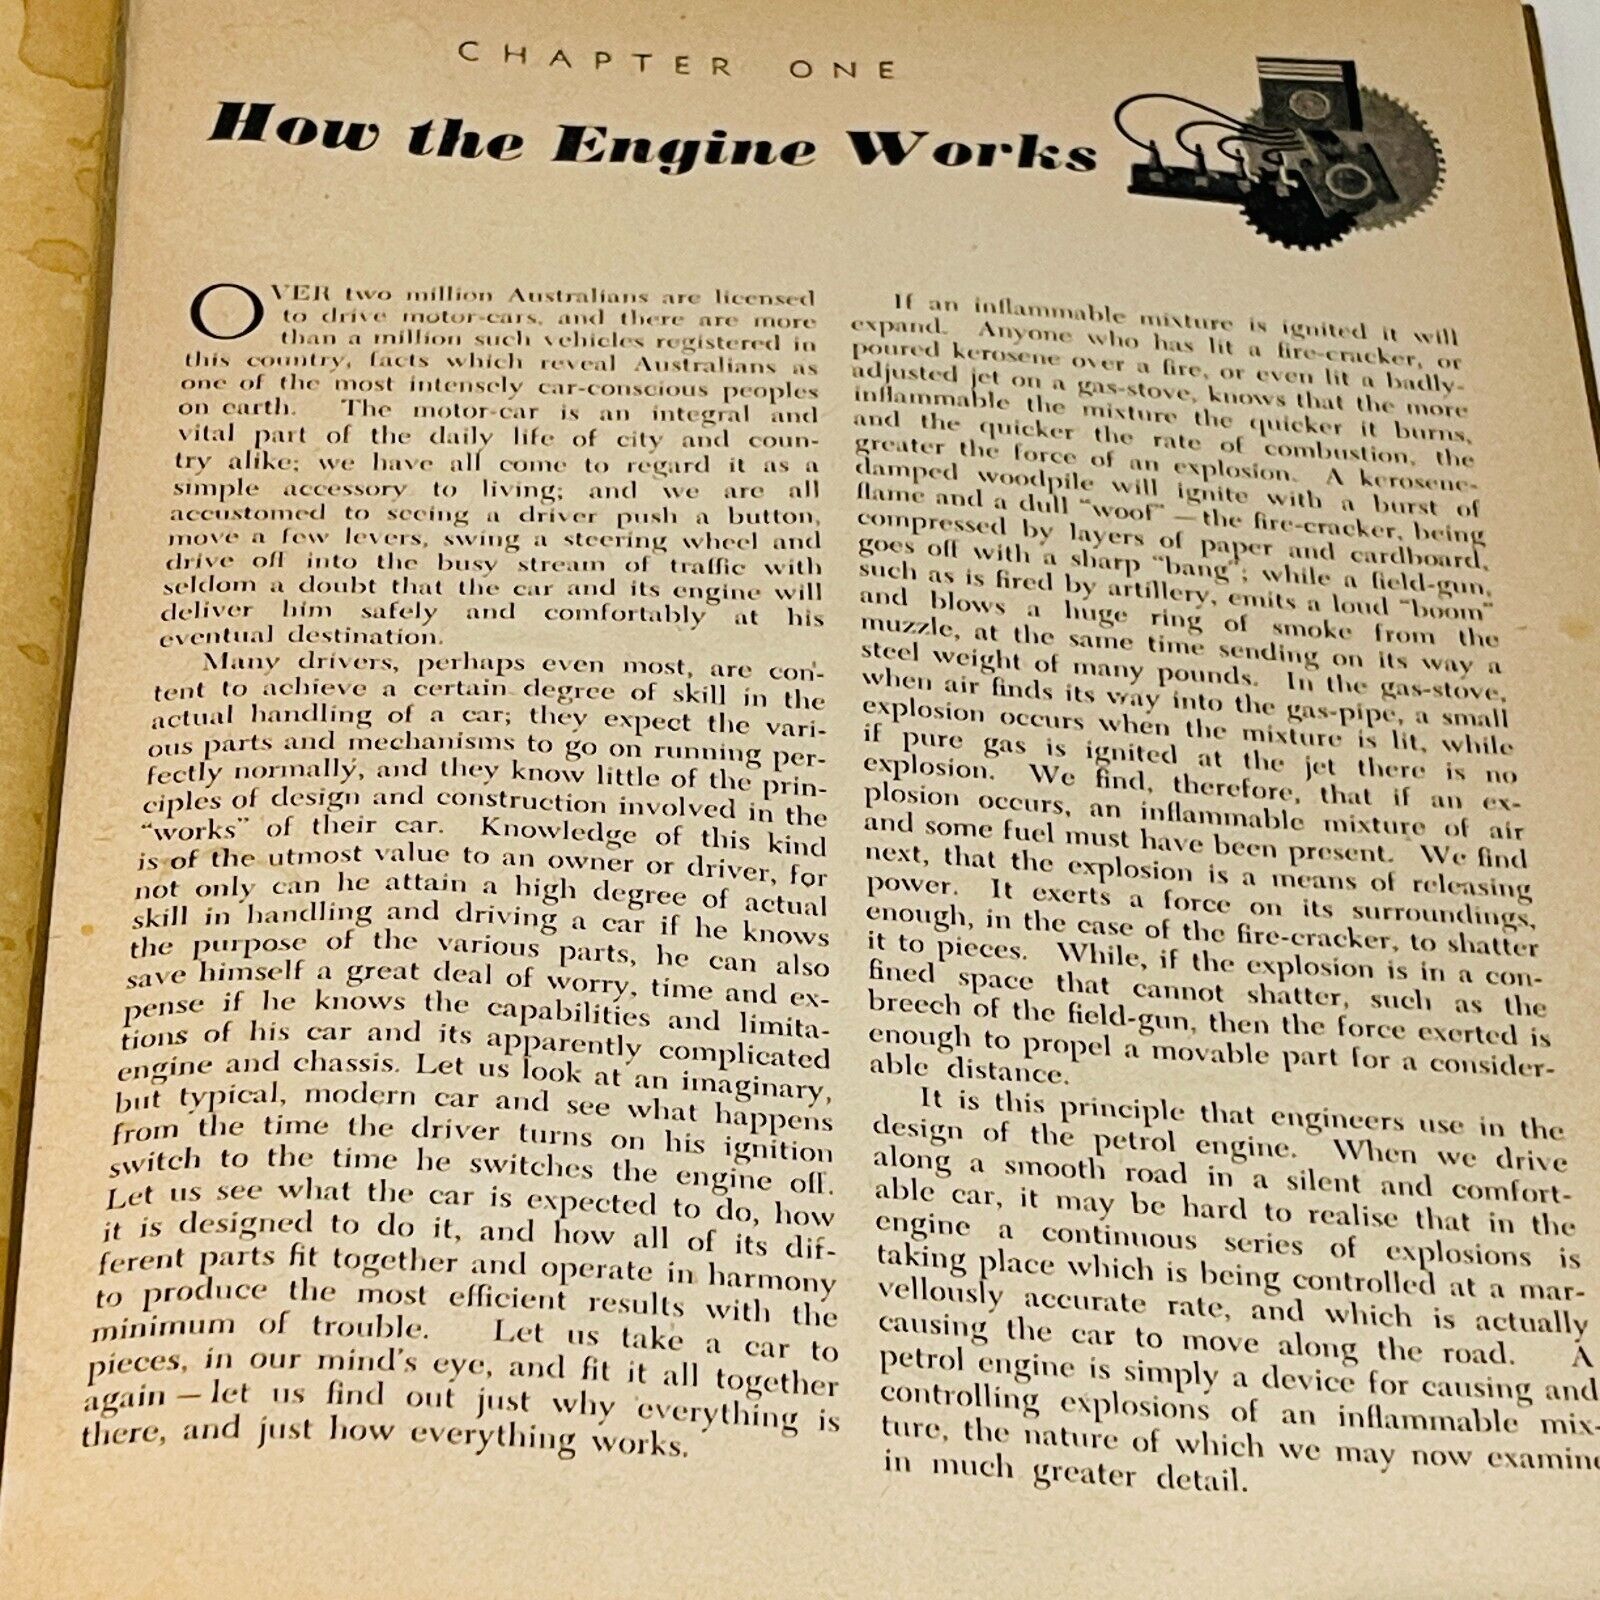 CHAPTER ONE
How the Engine Works
OVER two million Australians are licensed
to drive motor-cars, and there are more
than a million such vehicles registered in
this country, facts which reveal Australians as
one of the most intensely car-conscious peoples
on earth. The motor-car is an integral and
vital part of the daily life of city and coun-
try alike; we have all come to regard it as a
simple accessory to living; and we are all
accustomed to seeing a driver push a button,
move a few levers, swing a steering wheel and
drive off into the busy stream of traffic with
seldom a doubt that the car and its engine will
deliver him safely and comfortably at his
eventual destination.
Many drivers, perhaps even most, are con-
tent to achieve a certain degree of skill in the
actual handling of a car; they expect the vari-
ous parts and mechanisms to go on running per-
fectly normally, and they know little of the prin-
ciples of design and construction involved in the
"works" of their car. Knowledge of this kind
is of the utmost value to an owner or driver, for
not only can he attain a high degree of actual
skill in handling and driving a car if he knows
the purpose of the various parts, he can also
save himself a great deal of worry, time and ex-
pense if he knows the capabilities and limita-
tions of his car and its apparently complicated
engine and chassis. Let us look at an imaginary,
but typical, modern car and see what happens
from the time the driver turns on his ignition
switch to the time he switches the engine off.
Let us see what the car is expected to do, how
it is designed to do it, and how all of its dif-
ferent parts fit together and operate in harmony
to produce the most efficient results with the
minimum of trouble. Let us take a car to
pieces, in our mind's eye, and fit it all together
again — let us find out just why everything is
there, and just how everything works.
If an inflammable mixture is ignited it will
expand. Anyone who has lit a fire-cracker, or
poured kerosene over a fire, or even lit a badly-
adjusted jet on a gas-stove, knows that the more
inflammable the mixture the quicker it burns,
and the quicker the rate of combustion, the
greater the force of an explosion. A kerosene-
damped woodpile will ignite with a burst of
flame and a dull "woof" — the fire-cracker, being
compressed by layers of paper and cardboard,
goes off with a sharp "bang"; while a field-gun,
such as is fired by artillery, emits a loud "boom"
and blows a huge ring of smoke from the
muzzle, at the same time sending on its way a
steel weight of many pounds. In the gas-stove,
when air finds its way into the gas-pipe, a small
explosion occurs when the mixture is lit, while
if pure gas is ignited at the jet there is no
explosion. We find, therefore, that if an ex-
plosion occurs, an inflammable mixture of air
and some fuel must have been present. We find
next, that the explosion is a means of releasing
power. It exerts a force on its surroundings,
enough, in the case of the fire-cracker, to shatter
it to pieces. While, if the explosion is in a con-
fined space that cannot shatter, such as the
breech of the field-gun, then the force exerted is
enough to propel a movable part for a consider-
able distance.
It is this principle that engineers use in the
design of the petrol engine. When we drive
along a smooth road in a silent and comfort-
able car, it may be hard to realise that in the
engine a continuous series of explosions is
taking place which is being controlled at a mar-
vellously accurate rate, and which is actually
causing the car to move along the road. A
petrol engine is simply a device for causing and
controlling explosions of an inflammable mix-
ture, the nature of which we may now examine
in much greater detail.